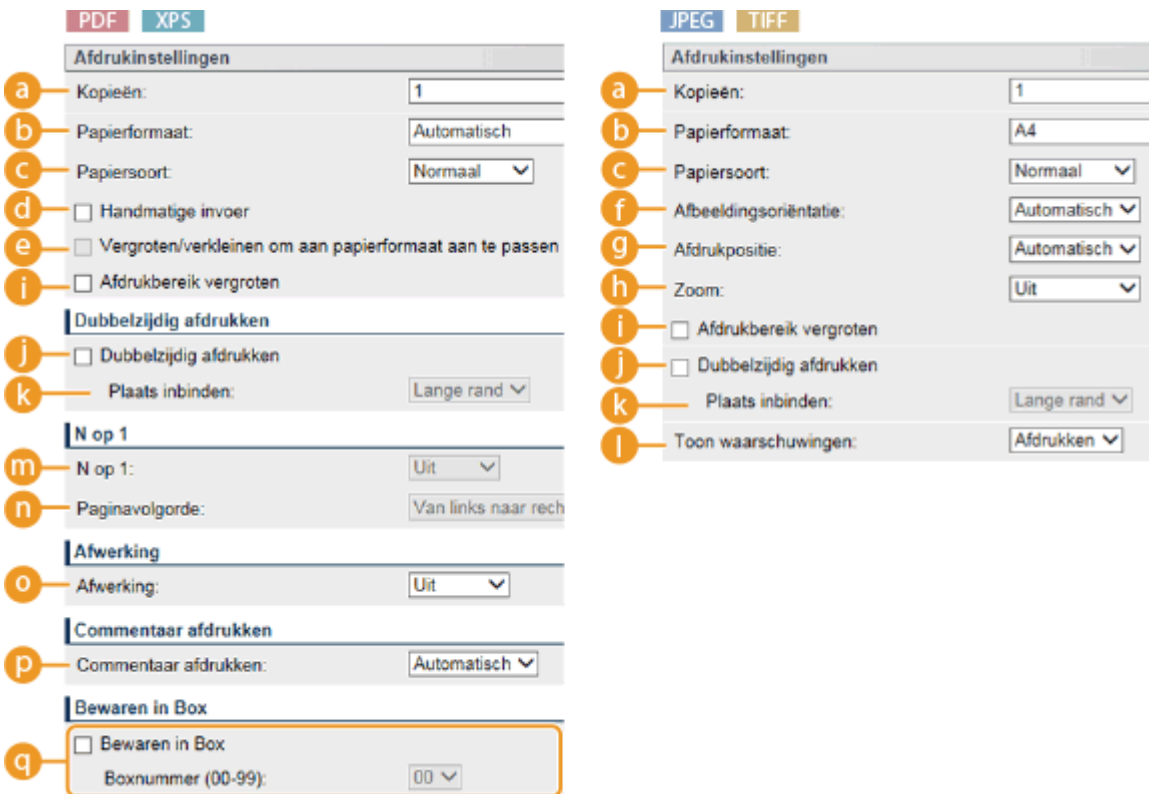 PDF XPS
Afdrukinstellingen
a Kopieën: 1
b Papierformaat: Automatisch
c Papiersoort: Normaal
d Handmatige invoer
e Vergroten/verkleinen om aan papierformaat aan te passen
i Afdrukbereik vergroten
Dubbelzijdig afdrukken
j Dubbelzijdig afdrukken
k Plaats inbinden: Lange rand
N op 1
m N op 1: Uit
n Paginavolgorde: Van links naar rech
Afwerking
o Afwerking: Uit
Commentaar afdrukken
p Commentaar afdrukken: Automatisch
Bewaren in Box
q Bewaren in Box
Boxnummer (00-99): 00
JPEG TIFF
Afdrukinstellingen
a Kopieën: 1
b Papierformaat: A4
c Papiersoort: Normaal
f Afbeeldingsoriëntatie: Automatisch
g Afdrukpositie: Automatisch
h Zoom: Uit
i Afdrukbereik vergroten
j Dubbelzijdig afdrukken
k Plaats inbinden: Lange rand
l Toon waarschuwingen: Afdrukken